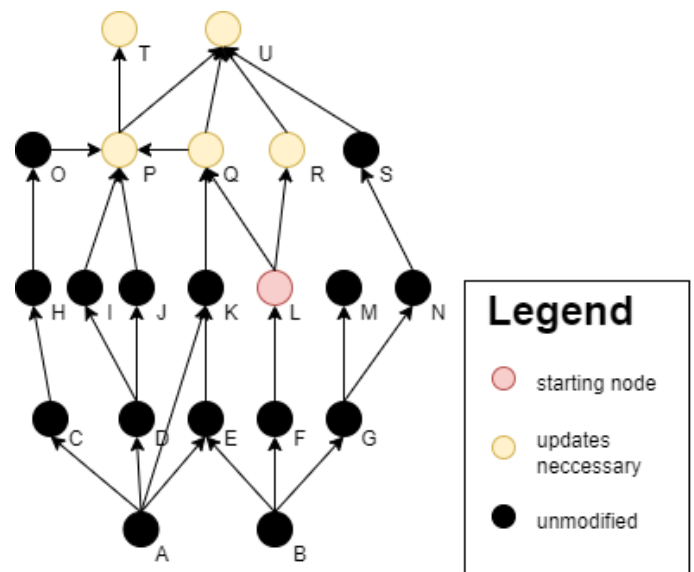 T U
O P Q R S
H I J K L M N
C D E F G
A B
Legend
starting node
updates
neccessary
unmodified